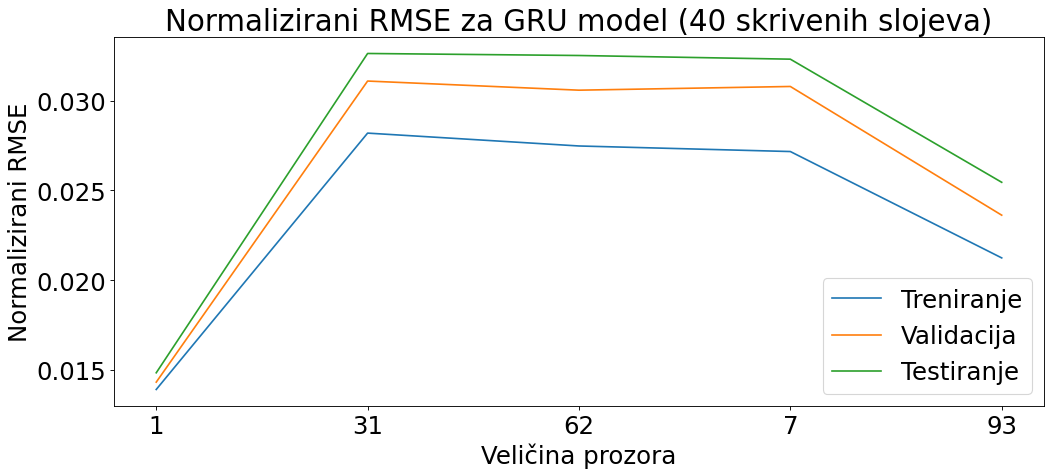 Normalizirani RMSE za GRU model (40 skrivenih slojeva)
Normalizirani RMSE
0.030
0.025
0.020
0.015
Treniranje
Validacija
Testiranje
1 31 62 7 93
Veličina prozora